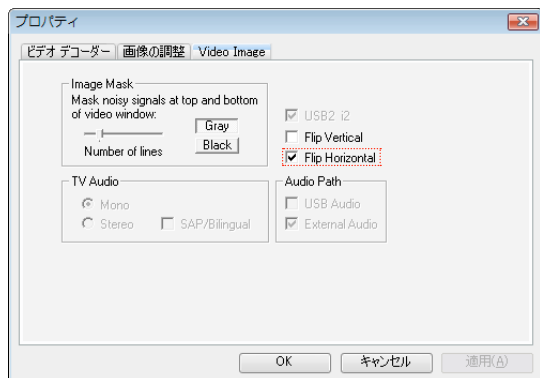 プロパティ
ビデオ デコーダー 画像の調整 Video Image
Image Mask
Mask noisy signals at top and bottom
of video window:
Gray
Black
Number of lines
USB2 i2
Flip Vertical
Flip Horizontal
TV Audio
Mono
Stereo
SAP/Bilingual
Audio Path
USB Audio
External Audio
OK
キャンセル
適用(A)